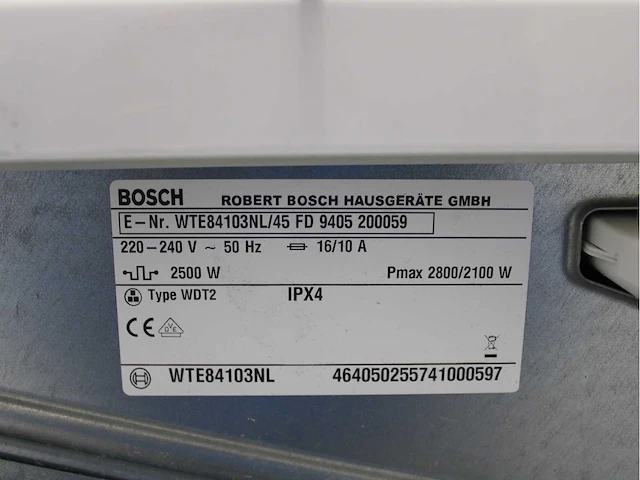 BOSCH ROBERT BOSCH HAUSGERÄTE GMBH
E-Nr. WTE84103NL/45 FD 9405 200059
220-240 V ~ 50 Hz 16/10 A
2500 W Pmax 2800/2100 W
Type WDT2 IPX4
CE VDE
WTE84103NL 464050255741000597